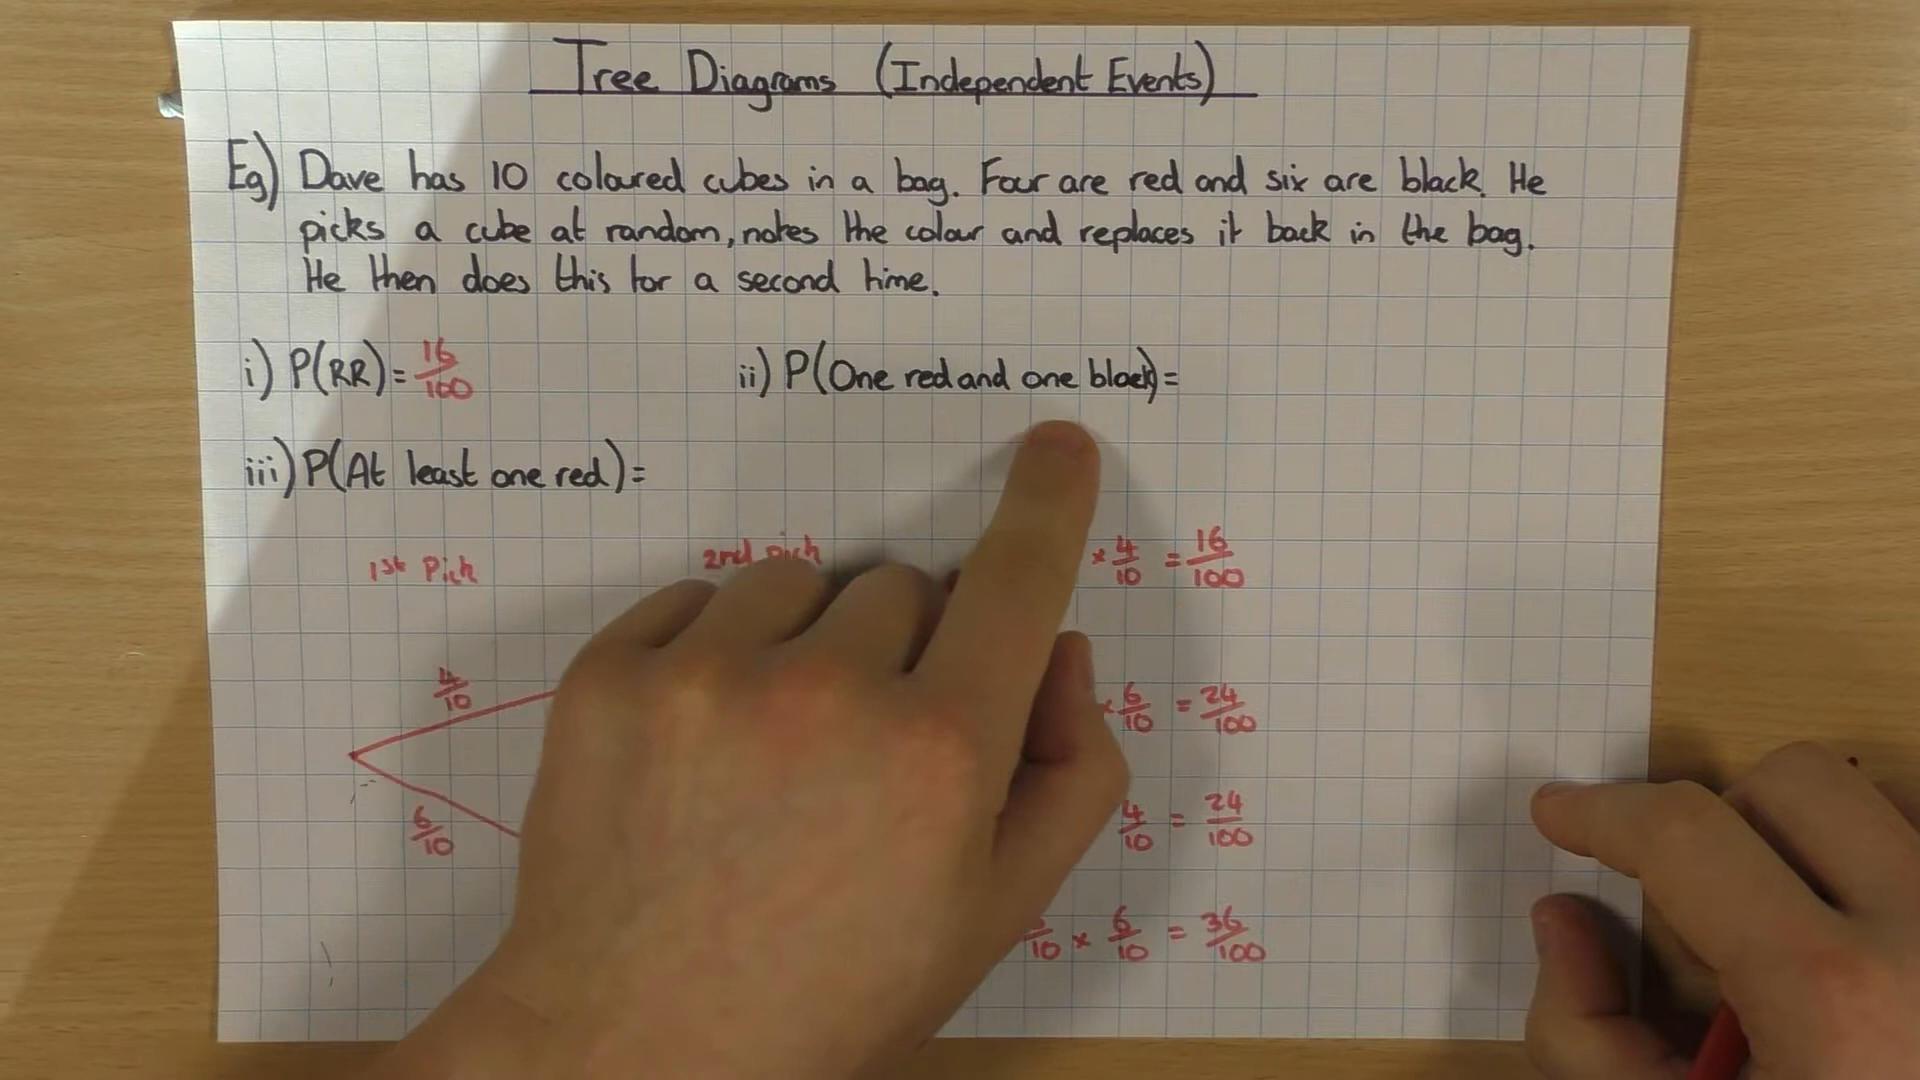 Tree Diagrams (Independent Events)
Eg) Dave has 10 coloured cubes in a bag. Four are red and six are black. He
picks a cube at random, notes the colour and replaces it back in the bag.
He then does this for a second time.
i) P(RR) = 16/100
ii) P(One red and one black) =
iii) P(At least one red) =
1st Pick
2nd pick
× 4/10 = 16/100
4/10
× 6/10 = 24/100
6/10
4/10 = 24/100
/10 × 6/10 = 36/100